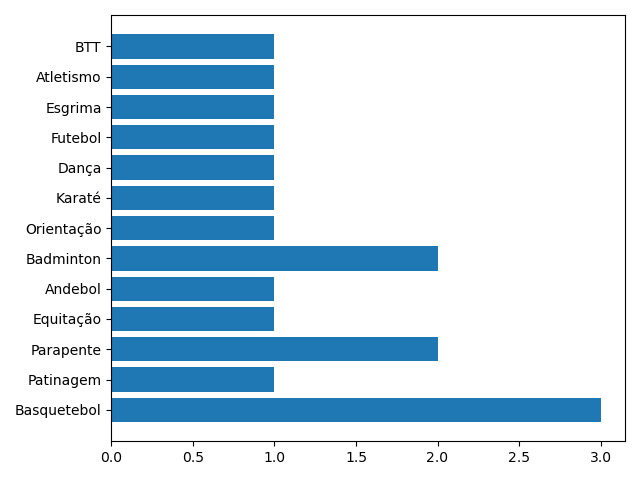 BTT
Atletismo
Esgrima
Futebol
Dança
Karaté
Orientação
Badminton
Andebol
Equitação
Parapente
Patinagem
Basquetebol
0.0 0.5 1.0 1.5 2.0 2.5 3.0